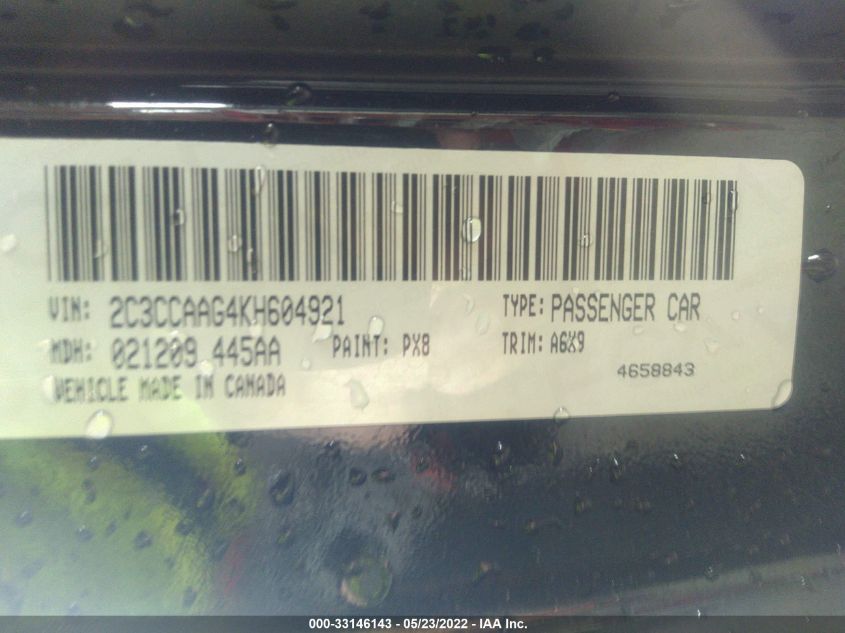 VIN: 2C3CCAAG4KH604921 TYPE: PASSENGER CAR
MDH: 021209 445AA PAINT: PX8 TRIM: A6X9
VEHICLE MADE IN CANADA 4658843
000-33146143 - 05/23/2022 - IAA Inc.